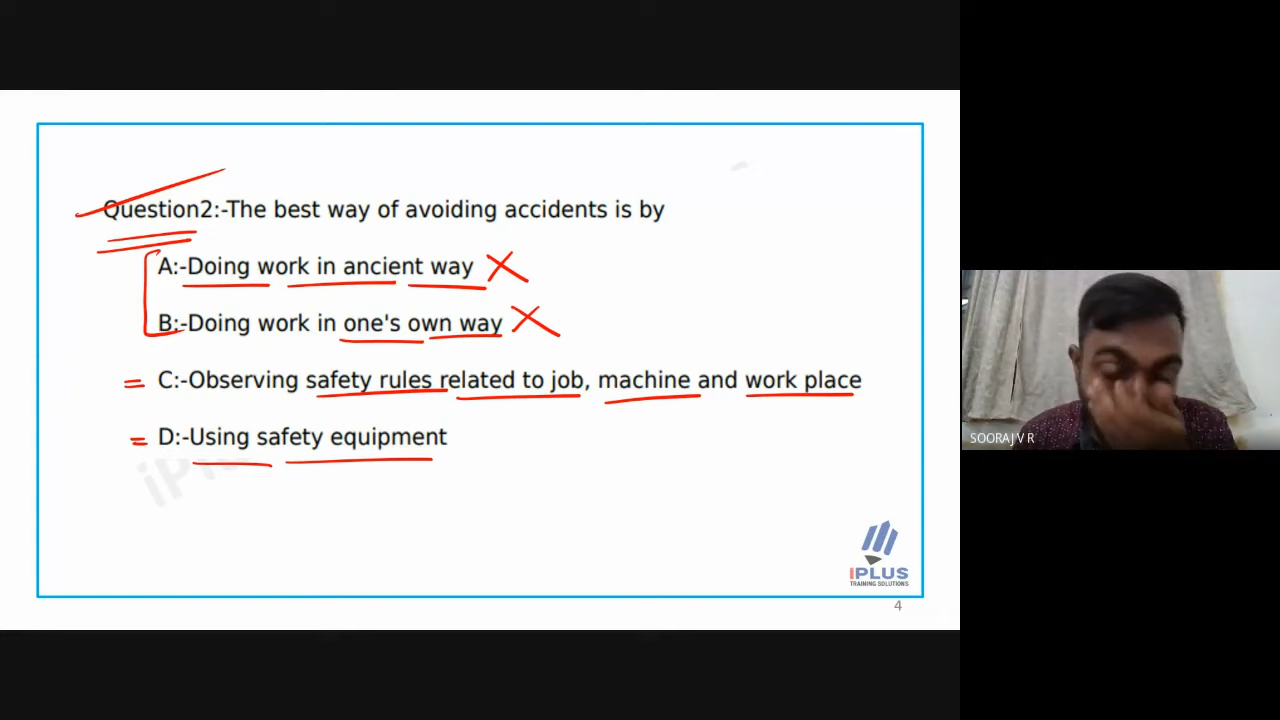 Question2:-The best way of avoiding accidents is by
A:-Doing work in ancient way
B:-Doing work in one's own way
C:-Observing safety rules related to job, machine and work place
D:-Using safety equipment
IPLUS
TRAINING SOLUTIONS
4
SOORAJ V R